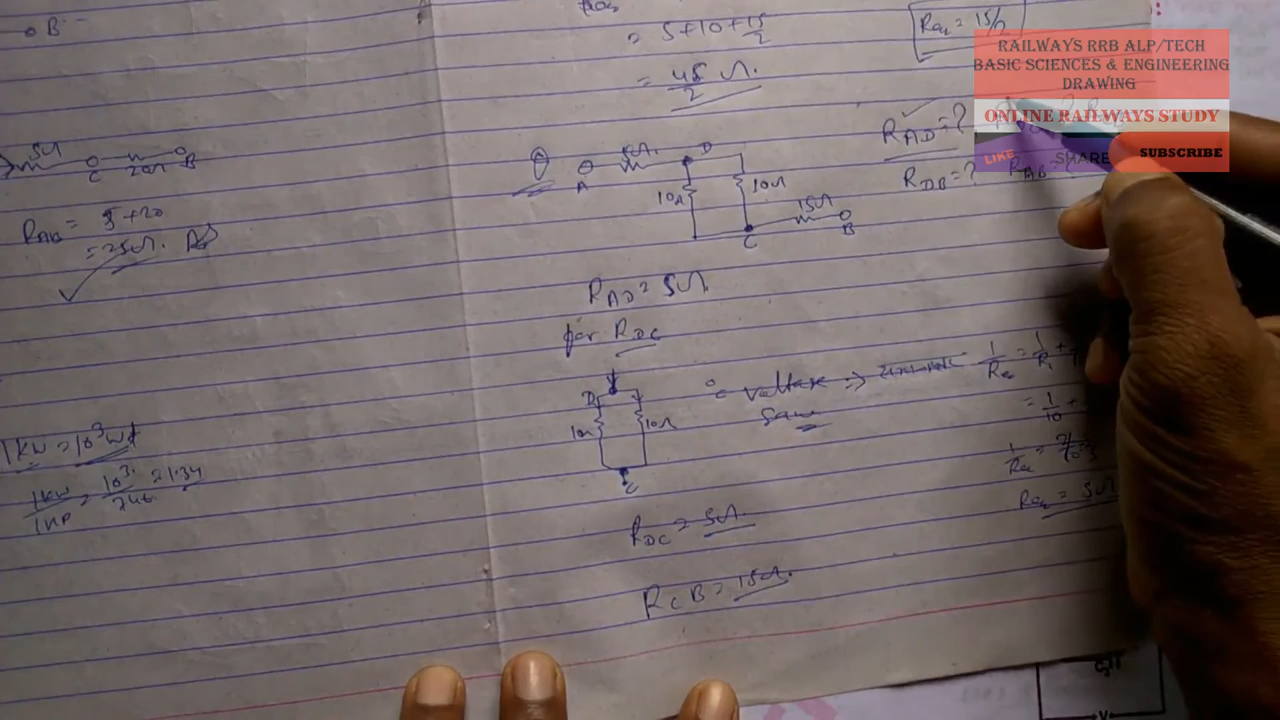 o B
= 5+10+15/2
= 45/2 Ω.
Req = 15/2
RAILWAYS RRB ALP/TECH
BASIC SCIENCES & ENGINEERING
DRAWING
ONLINE RAILWAYS STUDY
LIKE SHARE SUBSCRIBE
5Ω C 20Ω B
RAB = 5+20
= 25Ω.
A 5Ω. D
10Ω 10Ω
15Ω
C B
RAD = ?
RDB = ? RAB = ?
RAD = 5Ω.
for RDC
D
10Ω 10Ω
C
∴ voltage ⇒
Same
1/Req = 1/R1 +
= 1/10 +
Req = 5Ω
RDC = 5Ω.
RCB = 15Ω.
1KW = 10³ Wt
1KW/1HP = 10³/746 = 1.34